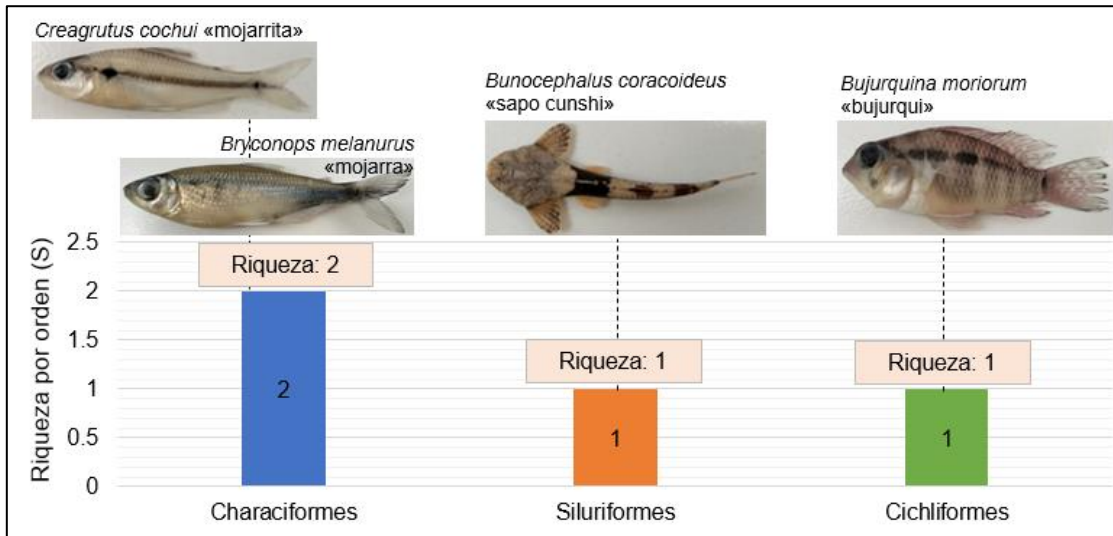 Creagrutus cochui «mojarrita»
Bryconops melanurus
«mojarra»
Bunocephalus coracoideus
«sapo cunshi»
Bujurquina moriorum
«bujurqui»
Riqueza por orden (S)
2.5
2
1.5
1
0.5
0
Riqueza: 2
2
Riqueza: 1
1
Riqueza: 1
1
Characiformes
Siluriformes
Cichliformes